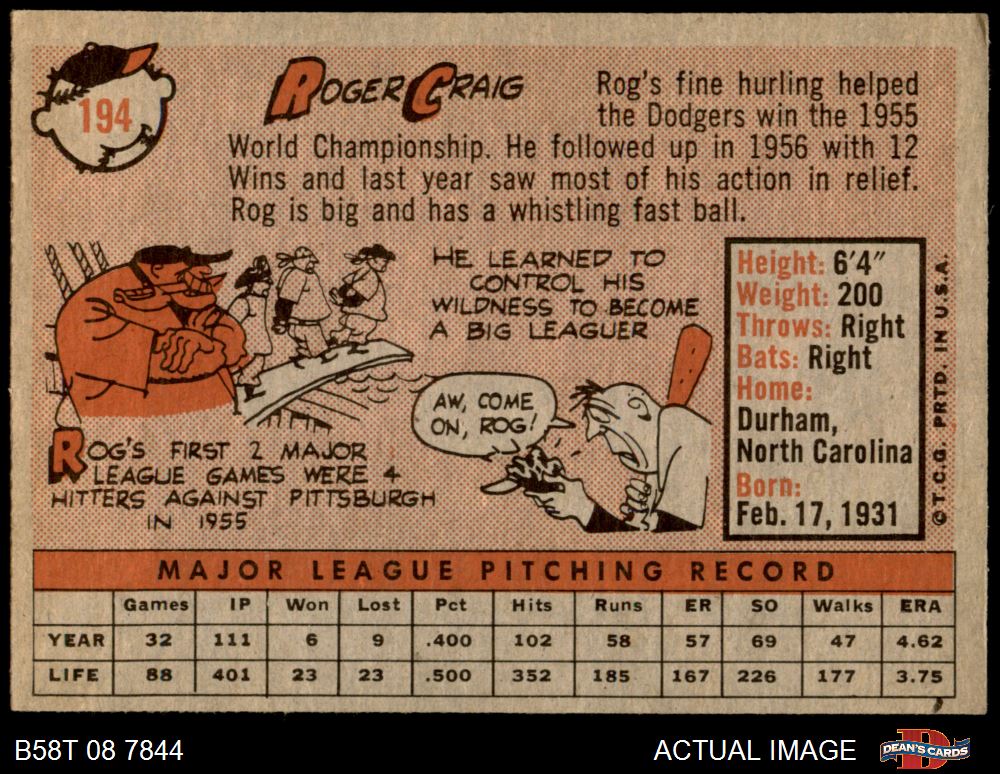 194
ROGER CRAIG
Rog's fine hurling helped
the Dodgers win the 1955
World Championship. He followed up in 1956 with 12
Wins and last year saw most of his action in relief.
Rog is big and has a whistling fast ball.
HE LEARNED TO
CONTROL HIS
WILDNESS TO BECOME
A BIG LEAGUER
AW, COME
ON, ROG!
ROG'S FIRST 2 MAJOR
LEAGUE GAMES WERE 4
HITTERS AGAINST PITTSBURGH
IN 1955
Height: 6'4"
Weight: 200
Throws: Right
Bats: Right
Home:
Durham,
North Carolina
Born:
Feb. 17, 1931
© T.C.G. PRTD. IN U.S.A.
MAJOR LEAGUE PITCHING RECORD
Games IP Won Lost Pct Hits Runs ER SO Walks ERA
YEAR 32 111 6 9 .400 102 58 57 69 47 4.62
LIFE 88 401 23 23 .500 352 185 167 226 177 3.75
B58T 08 7844 ACTUAL IMAGE DEAN'S CARDS